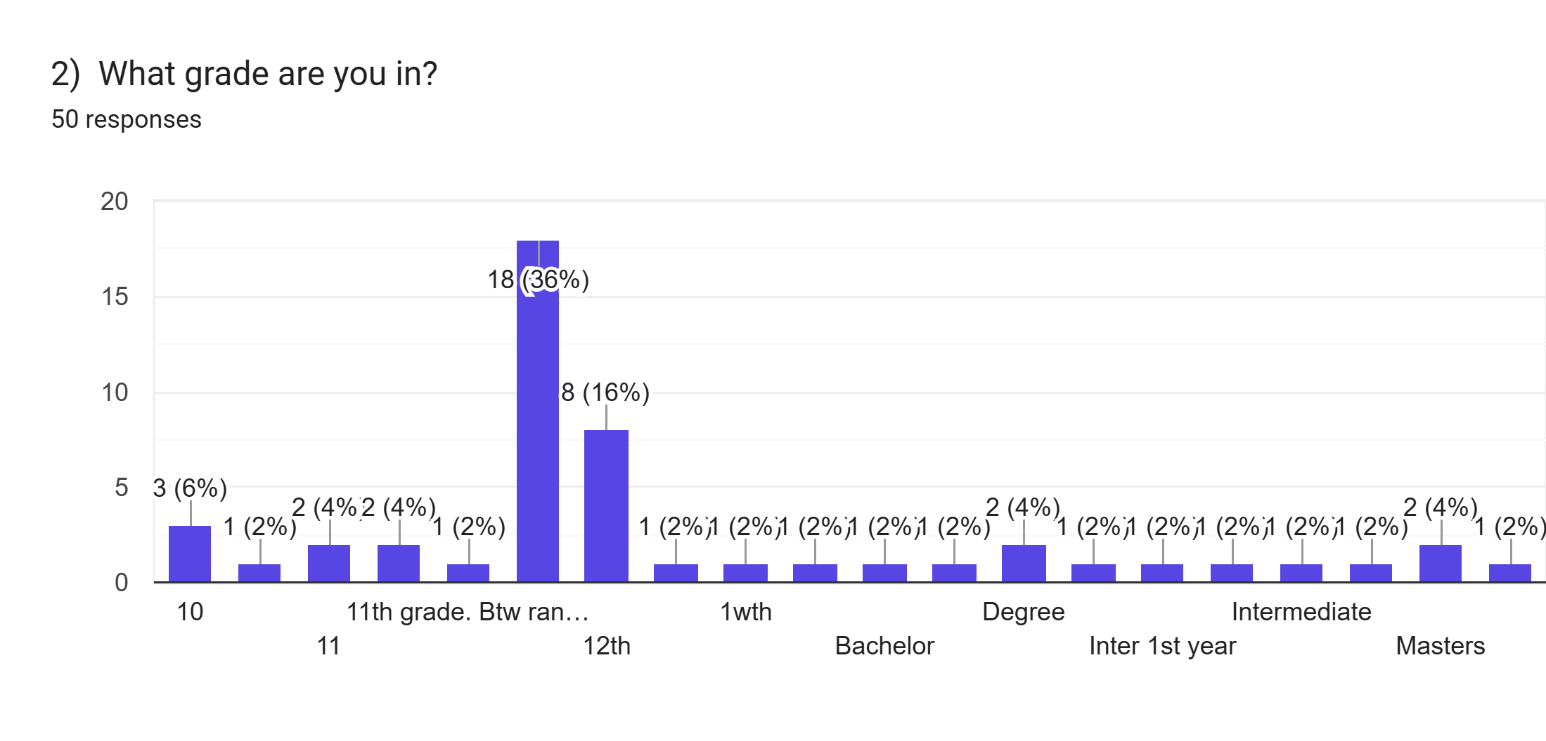 2) What grade are you in?
50 responses
20
15
10
5
0
3 (6%)
1 (2%)
2 (4%)
2 (4%)
1 (2%)
18 (36%)
8 (16%)
1 (2%)
1 (2%)
1 (2%)
1 (2%)
1 (2%)
2 (4%)
1 (2%)
1 (2%)
1 (2%)
1 (2%)
1 (2%)
2 (4%)
1 (2%)
10
11
11th grade. Btw ran…
12th
1wth
Bachelor
Degree
Inter 1st year
Intermediate
Masters